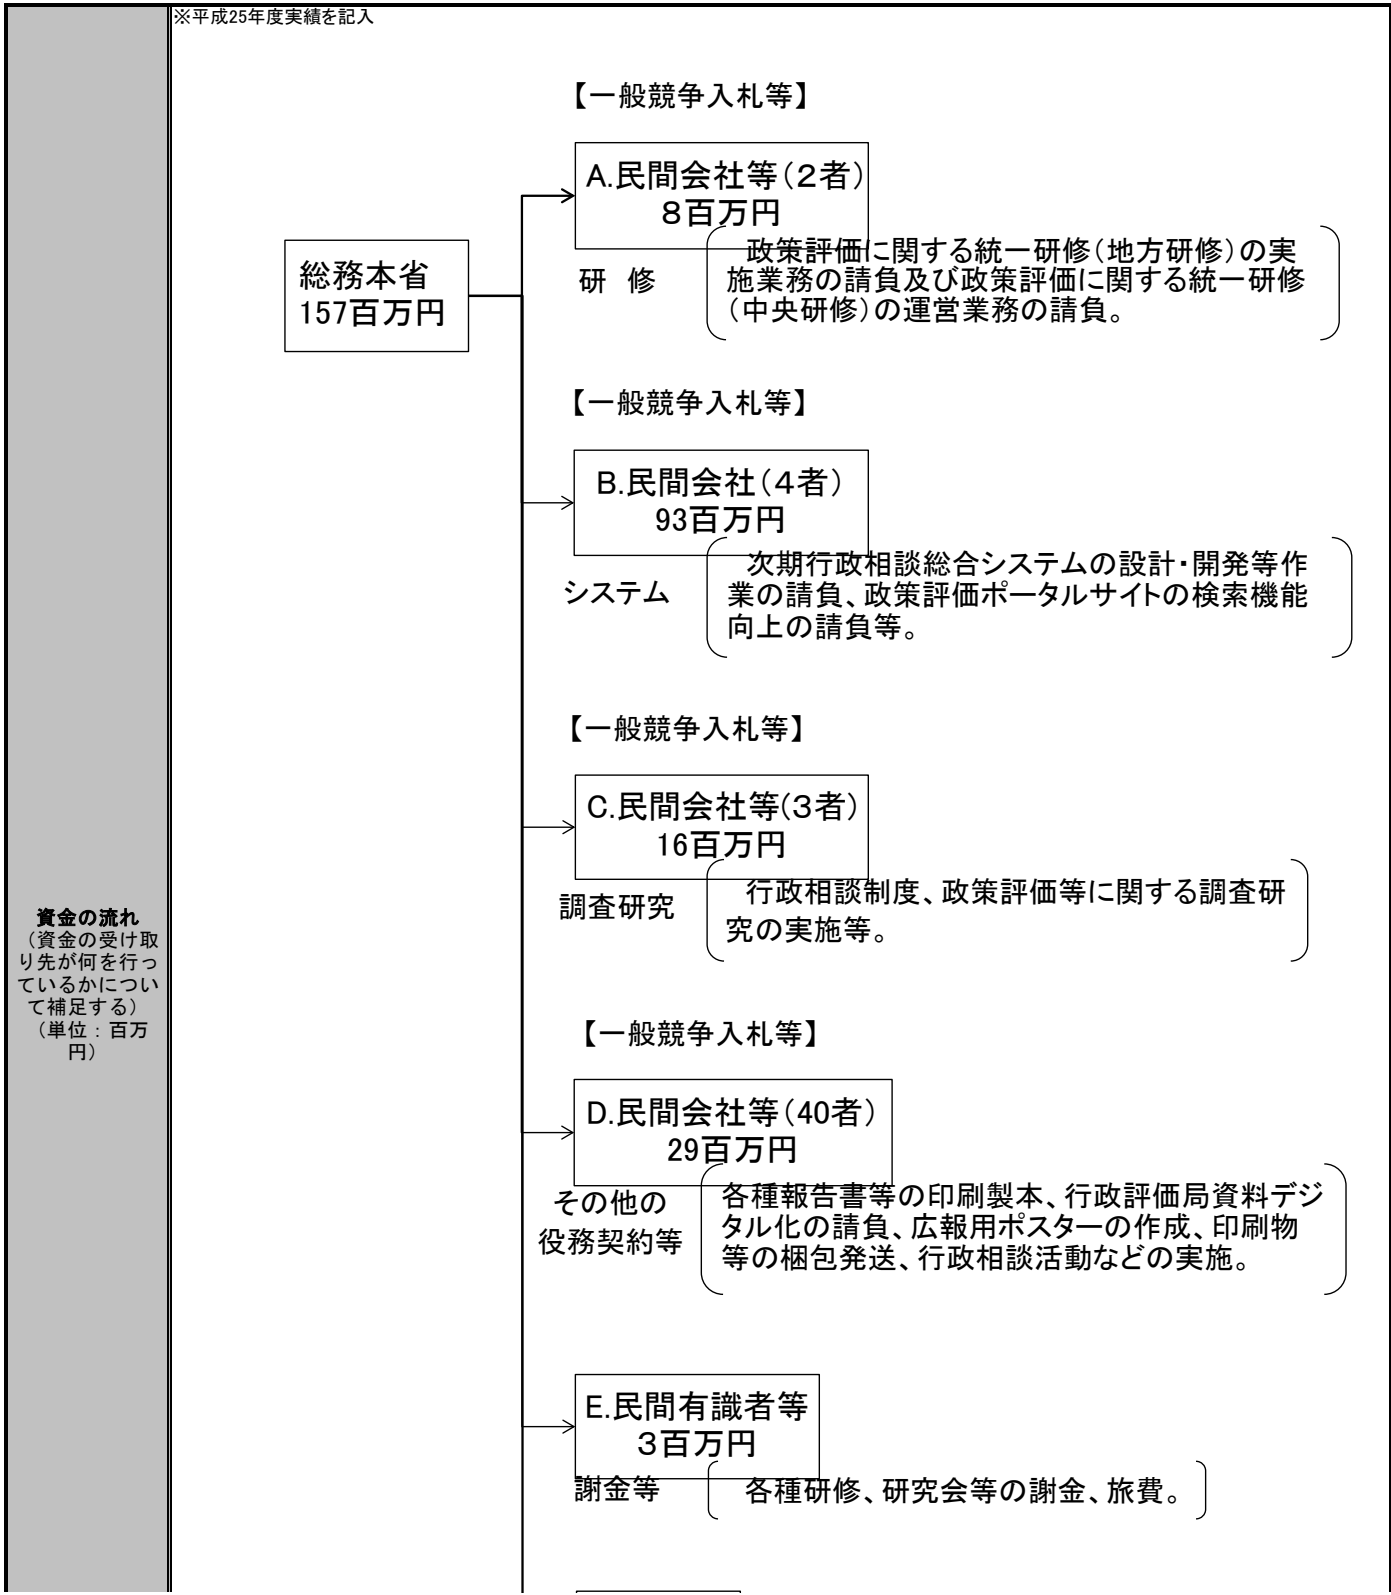 ※平成25年度実績を記入
【一般競争入札等】
A.民間会社等（２者）
８百万円
総務本省
157百万円
研　修
政策評価に関する統一研修（地方研修）の実
施業務の請負及び政策評価に関する統一研修
（中央研修）の運営業務の請負。
【一般競争入札等】
B.民間会社（４者）
93百万円
システム
次期行政相談総合システムの設計・開発等作
業の請負、政策評価ポータルサイトの検索機能
向上の請負等。
【一般競争入札等】
C.民間会社等(３者)
16百万円
調査研究
行政相談制度、政策評価等に関する調査研
究の実施等。
資金の流れ
（資金の受け取
り先が何を行っ
ているかについ
て補足する）
（単位：百万
円）
【一般競争入札等】
D.民間会社等（40者）
29百万円
その他の
役務契約等
各種報告書等の印刷製本、行政評価局資料デジ
タル化の請負、広報用ポスターの作成、印刷物
等の梱包発送、行政相談活動などの実施。
E.民間有識者等
３百万円
謝金等
各種研修、研究会等の謝金、旅費。